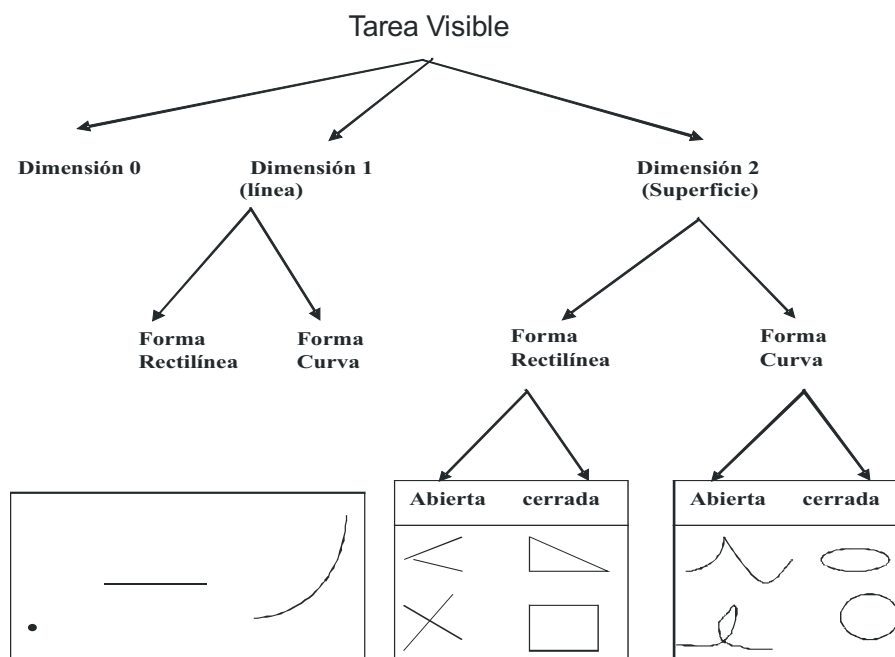 Tarea Visible
Dimensión 0
Dimensión 1
(línea)
Dimensión 2
(Superficie)
Forma
Rectilínea
Forma
Curva
Forma
Rectilínea
Forma
Curva
Abierta cerrada
Abierta cerrada